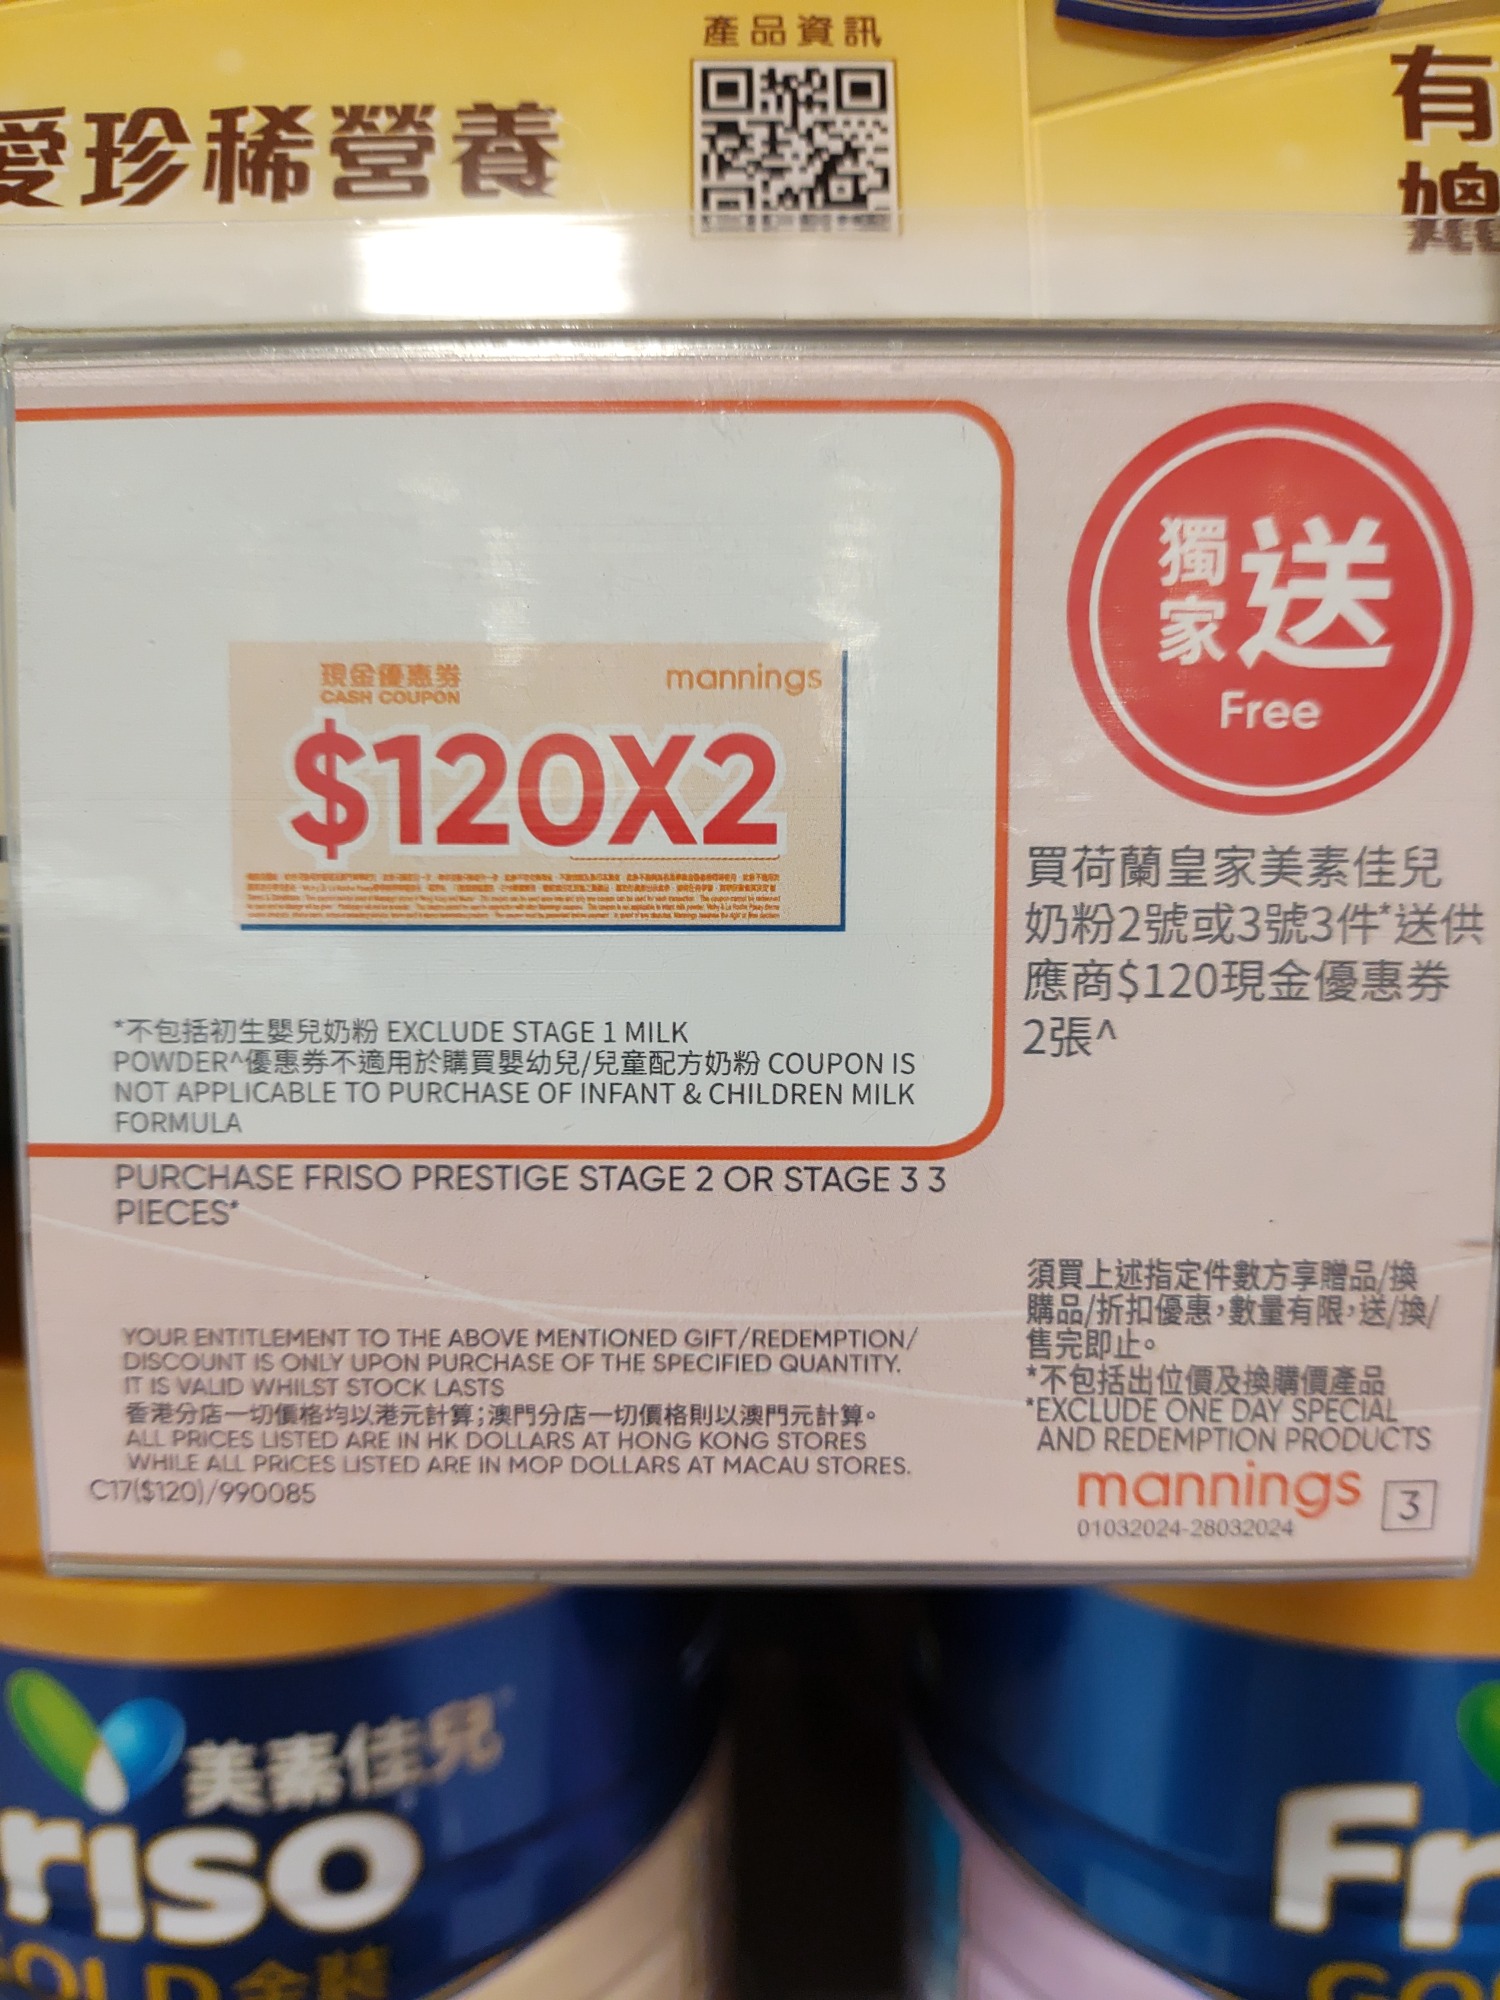 產品資訊
愛珍稀營養
有
獨家送
Free
現金優惠券
CASH COUPON
mannings
$120X2
買荷蘭皇家美素佳兒
奶粉2號或3號3件*送供
應商$120現金優惠券
2張^
*不包括初生嬰兒奶粉 EXCLUDE STAGE 1 MILK
POWDER^優惠券不適用於購買嬰幼兒/兒童配方奶粉 COUPON IS
NOT APPLICABLE TO PURCHASE OF INFANT & CHILDREN MILK
FORMULA
PURCHASE FRISO PRESTIGE STAGE 2 OR STAGE 3 3
PIECES*
YOUR ENTITLEMENT TO THE ABOVE MENTIONED GIFT/REDEMPTION/
DISCOUNT IS ONLY UPON PURCHASE OF THE SPECIFIED QUANTITY.
IT IS VALID WHILST STOCK LASTS
香港分店一切價格均以港元計算;澳門分店一切價格則以澳門元計算。
ALL PRICES LISTED ARE IN HK DOLLARS AT HONG KONG STORES
WHILE ALL PRICES LISTED ARE IN MOP DOLLARS AT MACAU STORES.
C17($120)/990085
須買上述指定件數方享贈品/換
購品/折扣優惠,數量有限,送/換/
售完即止。
*不包括出位價及換購價產品
*EXCLUDE ONE DAY SPECIAL
AND REDEMPTION PRODUCTS
mannings 3
01032024-28032024
美素佳兒
riso
OLD 金裝
Fr
GO